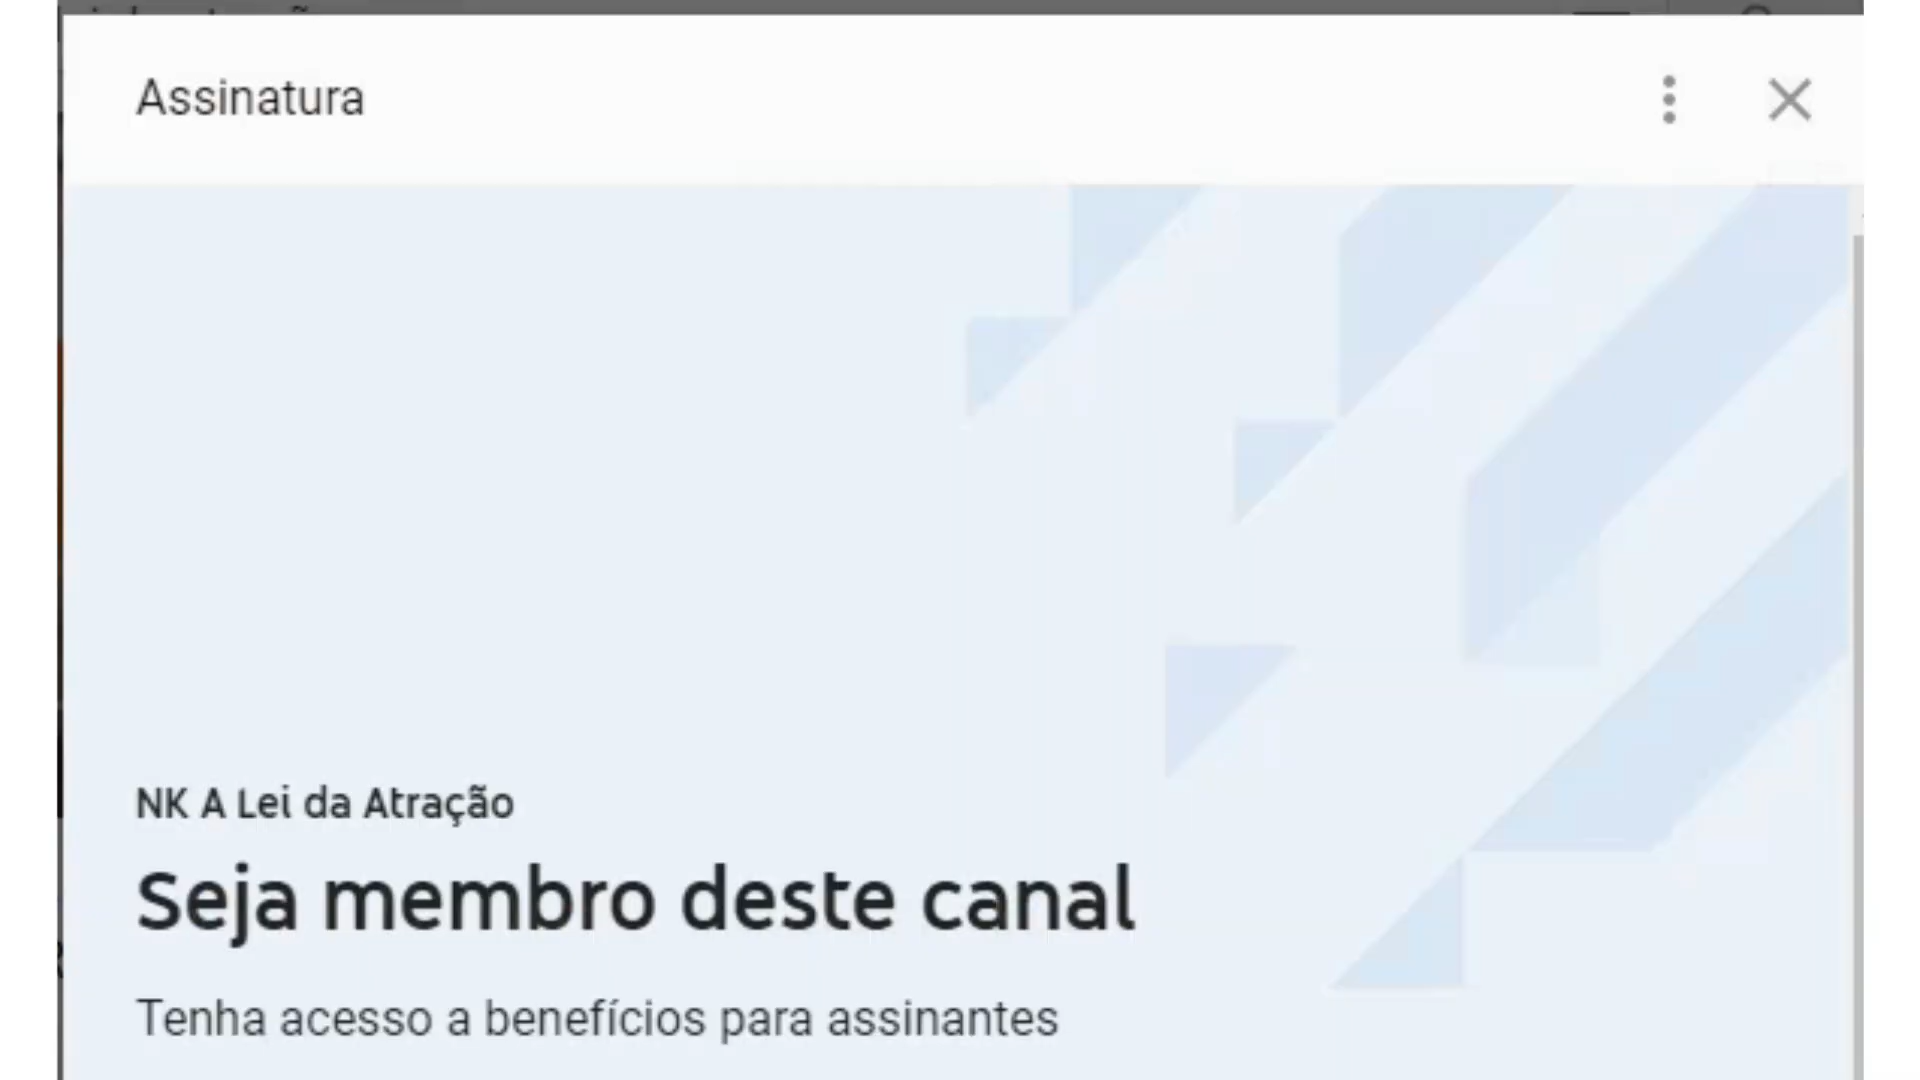 Assinatura
NK A Lei da Atração
Seja membro deste canal
Tenha acesso a benefícios para assinantes